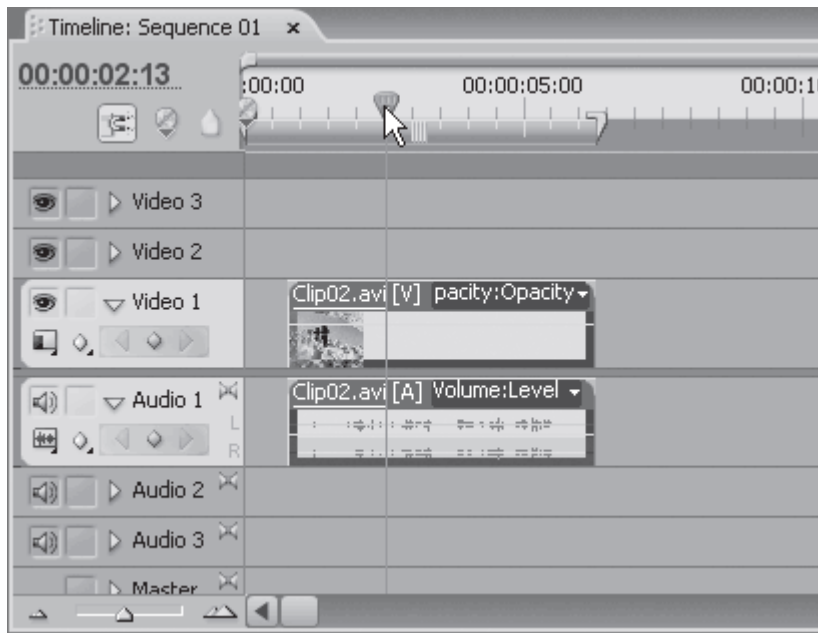 Timeline: Sequence 01 x
00:00:02:13
:00:00 00:00:05:00 00:00:1
Video 3
Video 2
Video 1
Clip02.avi [V] pacity:Opacity
Audio 1
L
R
Clip02.avi [A] Volume:Level
Audio 2
Audio 3
Master